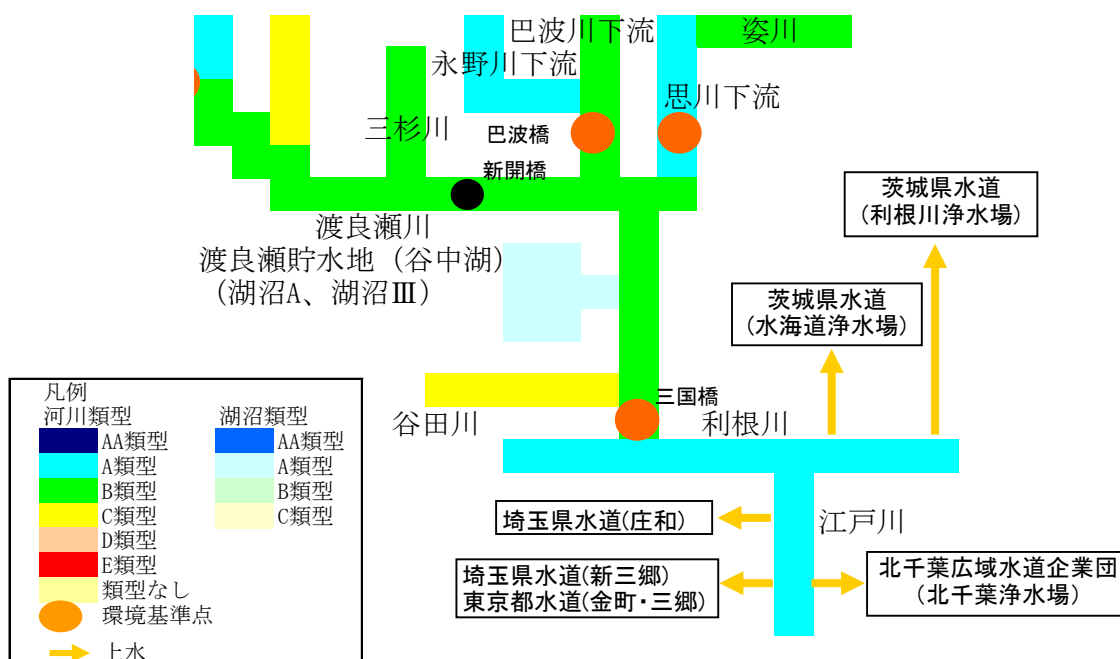 巴波川下流
姿川
永野川下流
思川下流
三杉川
巴波橋
新開橋
茨城県水道
(利根川浄水場)
渡良瀬川
渡良瀬貯水地（谷中湖）
（湖沼A、湖沼Ⅲ）
茨城県水道
(水海道浄水場)
三国橋
谷田川
利根川
凡例
河川類型
湖沼類型
AA類型
AA類型
A類型
A類型
B類型
B類型
C類型
C類型
D類型
E類型
類型なし
環境基準点
上水
埼玉県水道(庄和)
江戸川
埼玉県水道(新三郷)
東京都水道(金町・三郷)
北千葉広域水道企業団
(北千葉浄水場)